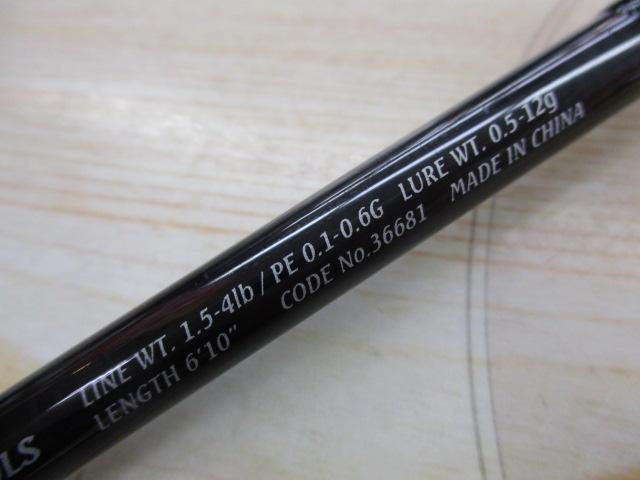 LINE WT. 1.5-4lb / PE 0.1-0.6G LURE WT. 0.5-12g
LENGTH 6'10" CODE No.36681 MADE IN CHINA